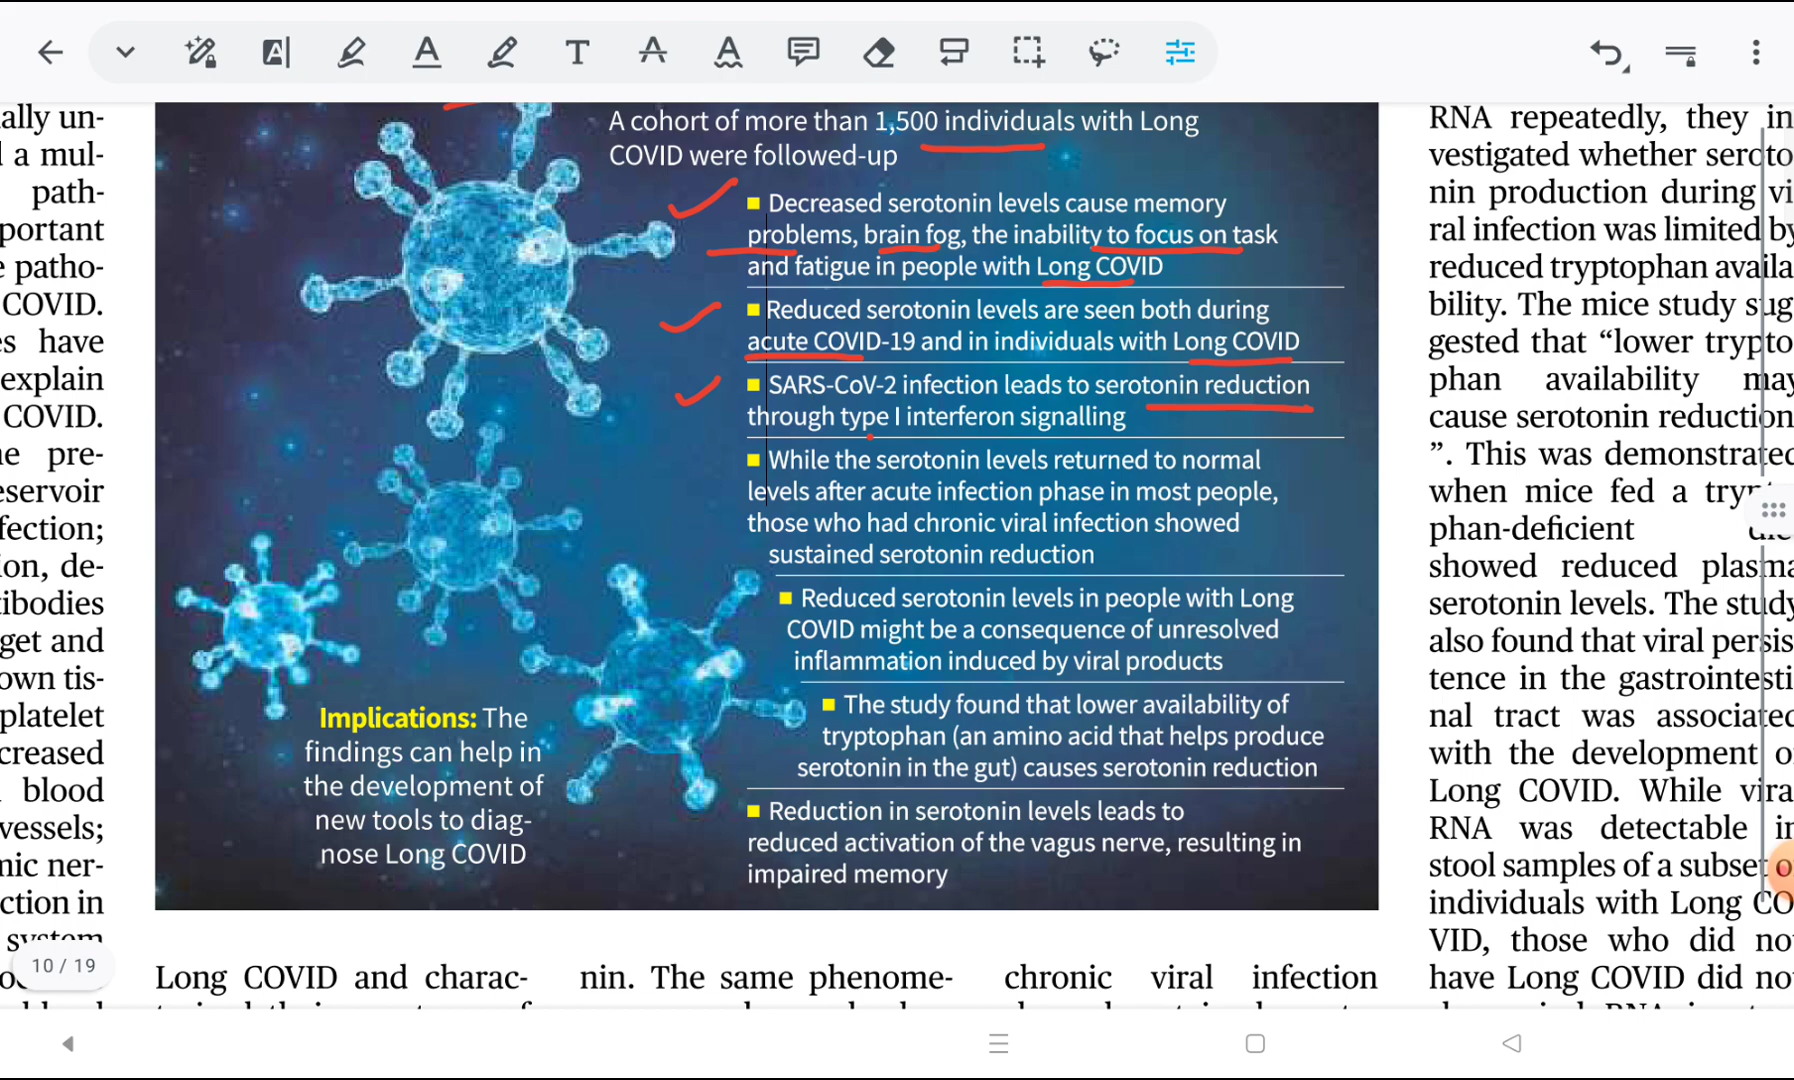 ally un-
d a mul-
path-
portant
e patho-
COVID.
es have
explain
COVID.
ne pre-
eservoir
fection;
ion, de-
tibodies
get and
own tis-
platelet
creased
blood
vessels;
mic ner-
ction in
system
10 / 19
A cohort of more than 1,500 individuals with Long
COVID were followed-up
Decreased serotonin levels cause memory
problems, brain fog, the inability to focus on task
and fatigue in people with Long COVID
Reduced serotonin levels are seen both during
acute COVID-19 and in individuals with Long COVID
SARS-CoV-2 infection leads to serotonin reduction
through type I interferon signalling
While the serotonin levels returned to normal
levels after acute infection phase in most people,
those who had chronic viral infection showed
sustained serotonin reduction
Reduced serotonin levels in people with Long
COVID might be a consequence of unresolved
inflammation induced by viral products
The study found that lower availability of
tryptophan (an amino acid that helps produce
serotonin in the gut) causes serotonin reduction
Reduction in serotonin levels leads to
reduced activation of the vagus nerve, resulting in
impaired memory
Implications: The
findings can help in
the development of
new tools to diag-
nose Long COVID
Long COVID and charac-
nin. The same phenome-
chronic viral infection
RNA repeatedly, they in
vestigated whether seroto
nin production during vi
ral infection was limited by
reduced tryptophan availa
bility. The mice study sug
gested that “lower trypto
phan availability may
cause serotonin reduction
”. This was demonstrated
when mice fed a trypto
phan-deficient
showed reduced plasma
serotonin levels. The study
also found that viral persis
tence in the gastrointesti
nal tract was associated
with the development of
Long COVID. While viral
RNA was detectable in
stool samples of a subset of
individuals with Long CO
VID, those who did not
have Long COVID did not